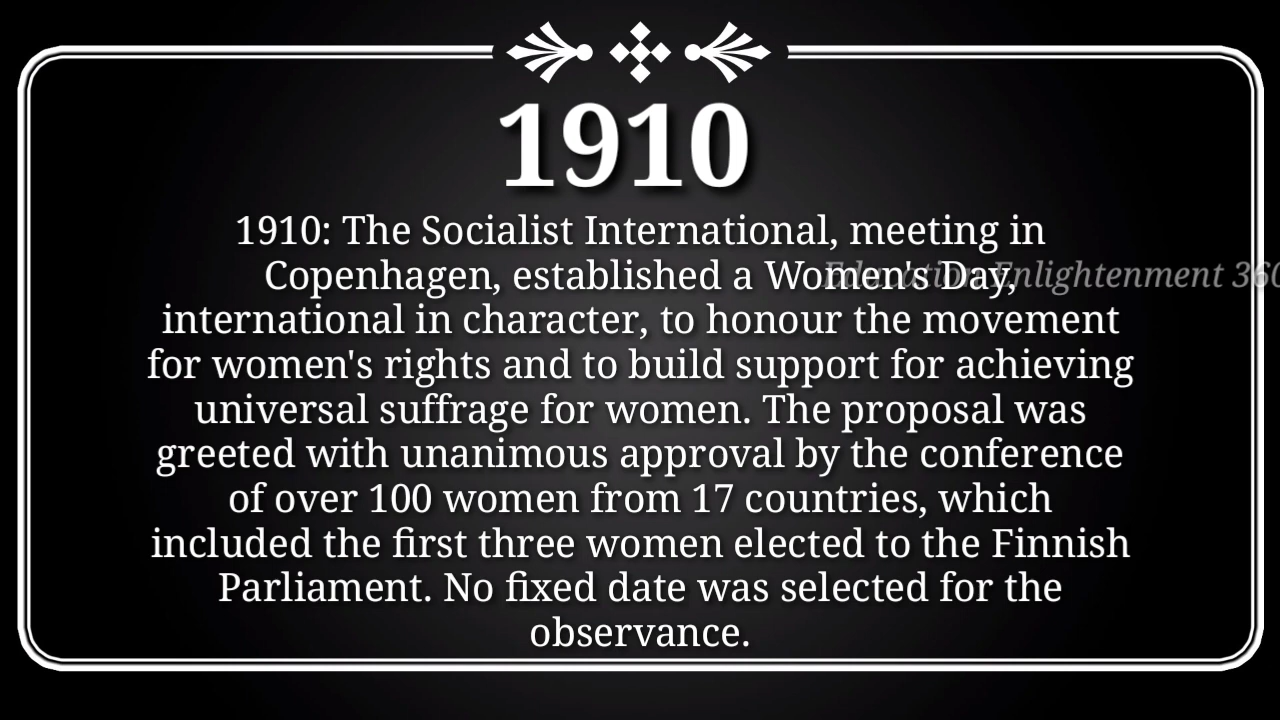 1910
1910: The Socialist International, meeting in
Copenhagen, established a Women's Day,
Education Enlightenment 360
international in character, to honour the movement
for women's rights and to build support for achieving
universal suffrage for women. The proposal was
greeted with unanimous approval by the conference
of over 100 women from 17 countries, which
included the first three women elected to the Finnish
Parliament. No fixed date was selected for the
observance.